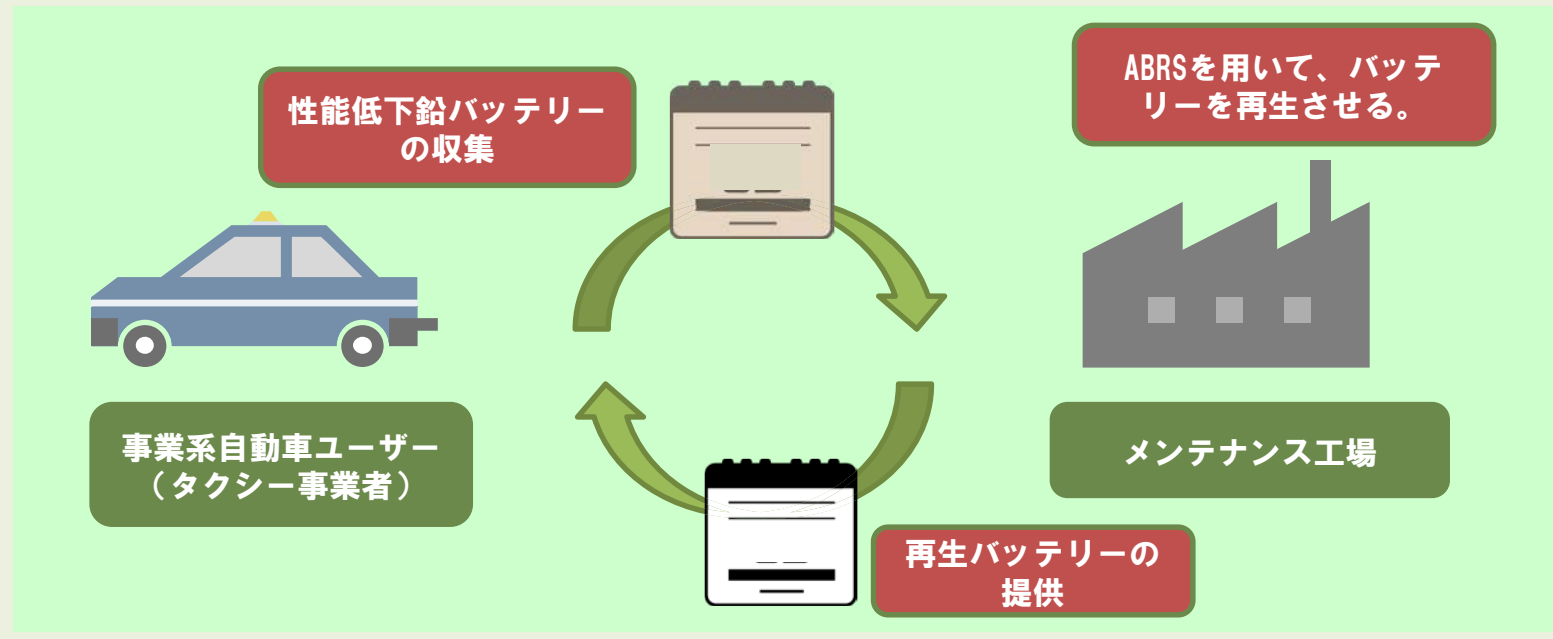 性能低下鉛バッテリー
の収集
ABRSを用いて、バッテ
リーを再生させる。
事業系自動車ユーザー
（タクシー事業者）
メンテナンス工場
再生バッテリーの
提供